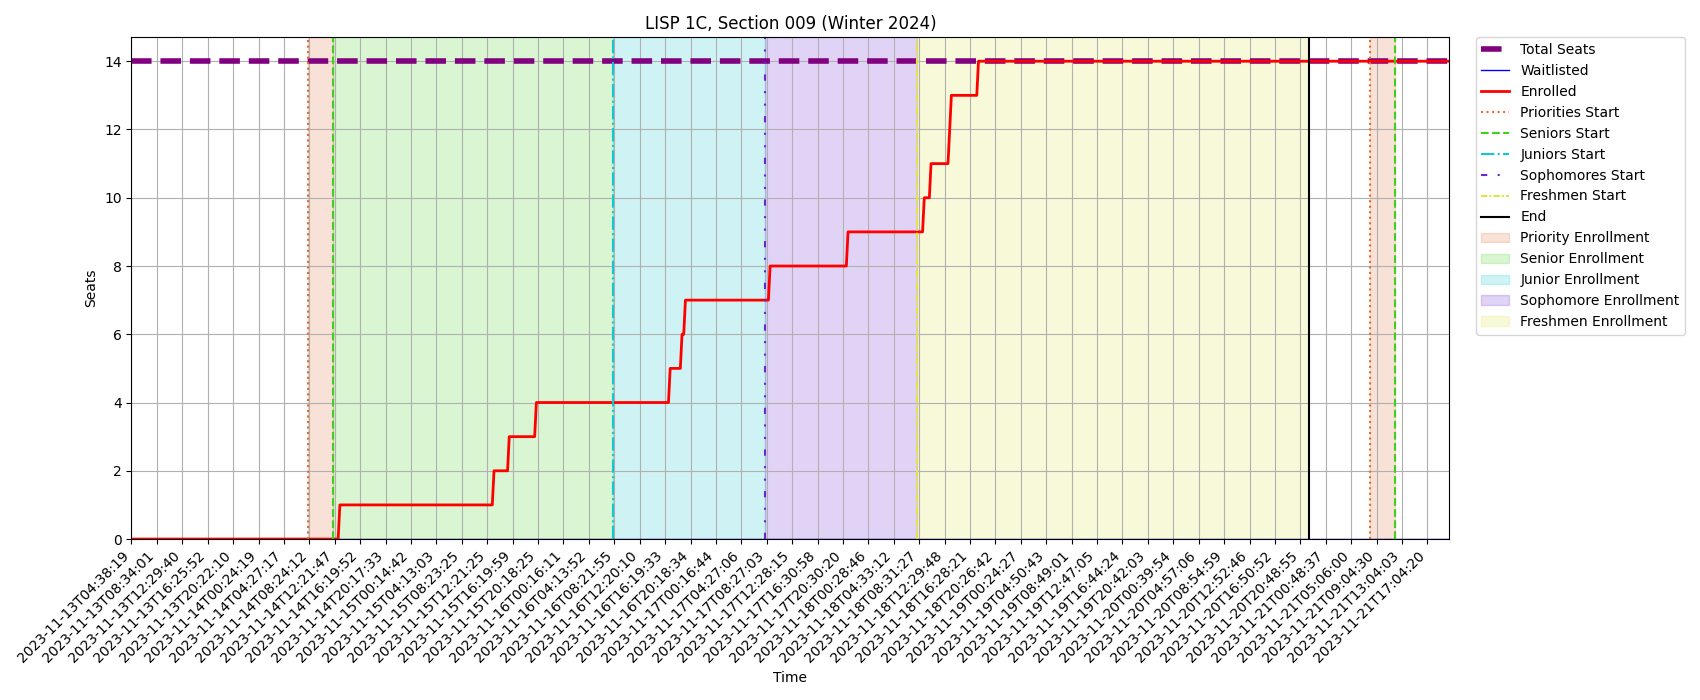 LISP 1C, Section 009 (Winter 2024)
Seats
14
12
10
8
6
4
2
0
2023-11-13T04:38:19
2023-11-13T08:34:01
2023-11-13T12:29:40
2023-11-13T16:25:52
2023-11-13T20:22:10
2023-11-14T00:24:19
2023-11-14T04:27:17
2023-11-14T08:24:12
2023-11-14T12:21:47
2023-11-14T16:19:52
2023-11-14T20:17:33
2023-11-15T00:14:42
2023-11-15T04:13:03
2023-11-15T08:23:25
2023-11-15T12:21:25
2023-11-15T16:19:59
2023-11-15T20:18:25
2023-11-16T00:16:11
2023-11-16T04:13:52
2023-11-16T08:21:55
2023-11-16T12:20:10
2023-11-16T16:19:33
2023-11-16T20:18:34
2023-11-17T00:16:44
2023-11-17T04:27:06
2023-11-17T08:27:03
2023-11-17T12:28:15
2023-11-17T16:30:58
2023-11-17T20:30:20
2023-11-18T00:28:46
2023-11-18T04:33:12
2023-11-18T08:31:27
2023-11-18T12:29:48
2023-11-18T16:28:21
2023-11-18T20:26:42
2023-11-19T00:24:27
2023-11-19T04:50:43
2023-11-19T08:49:01
2023-11-19T12:47:05
2023-11-19T16:44:24
2023-11-19T20:42:03
2023-11-20T00:39:54
2023-11-20T04:57:06
2023-11-20T08:54:59
2023-11-20T12:52:46
2023-11-20T16:50:52
2023-11-20T20:48:55
2023-11-21T00:48:37
2023-11-21T05:06:00
2023-11-21T09:04:30
2023-11-21T13:04:03
2023-11-21T17:04:20
Time
Total Seats
Waitlisted
Enrolled
Priorities Start
Seniors Start
Juniors Start
Sophomores Start
Freshmen Start
End
Priority Enrollment
Senior Enrollment
Junior Enrollment
Sophomore Enrollment
Freshmen Enrollment